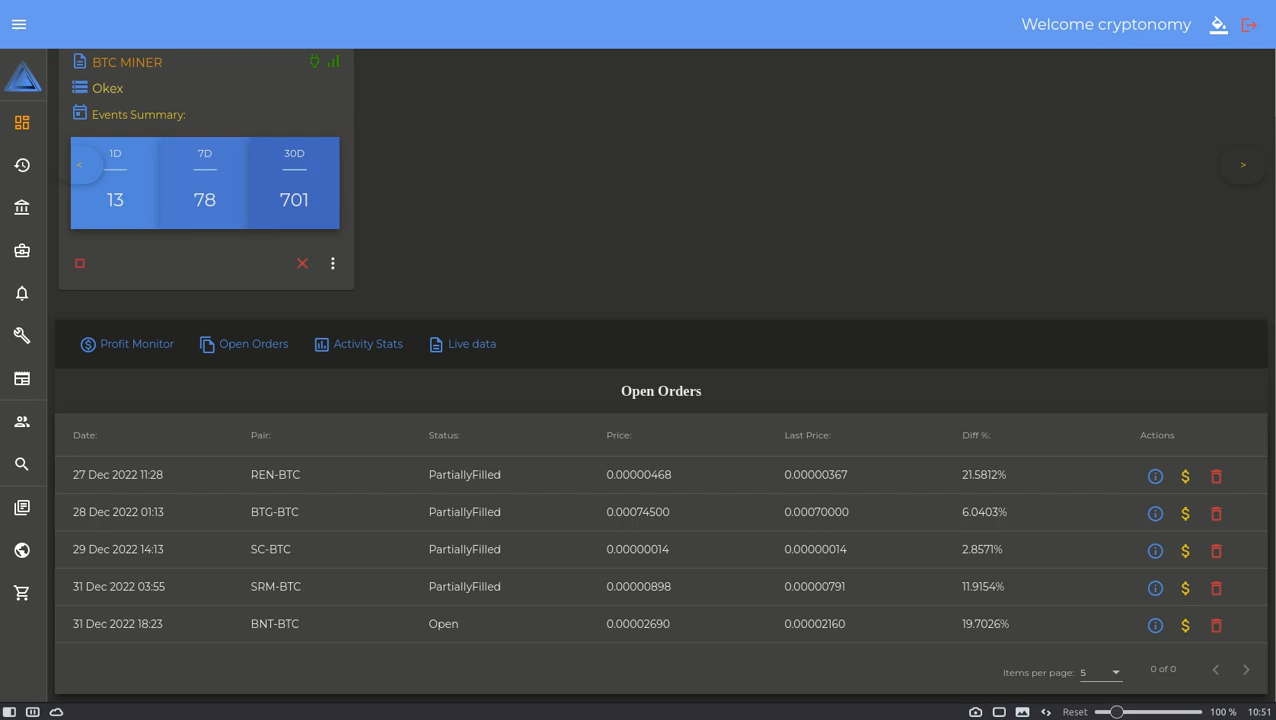 Welcome cryptonomy
BTC MINER
Okex
Events Summary:
1D 7D 30D
< >
13 78 701
Profit Monitor Open Orders Activity Stats Live data
Open Orders
Date: Pair: Status: Price: Last Price: Diff %: Actions
27 Dec 2022 11:28 REN-BTC PartiallyFilled 0.00000468 0.00000367 21.5812%
28 Dec 2022 01:13 BTG-BTC PartiallyFilled 0.00074500 0.00070000 6.0403%
29 Dec 2022 14:13 SC-BTC PartiallyFilled 0.00000014 0.00000014 2.8571%
31 Dec 2022 03:55 SRM-BTC PartiallyFilled 0.00000898 0.00000791 11.9154%
31 Dec 2022 18:23 BNT-BTC Open 0.00002690 0.00002160 19.7026%
Items per page: 5 0 of 0
Reset 100 % 10:51